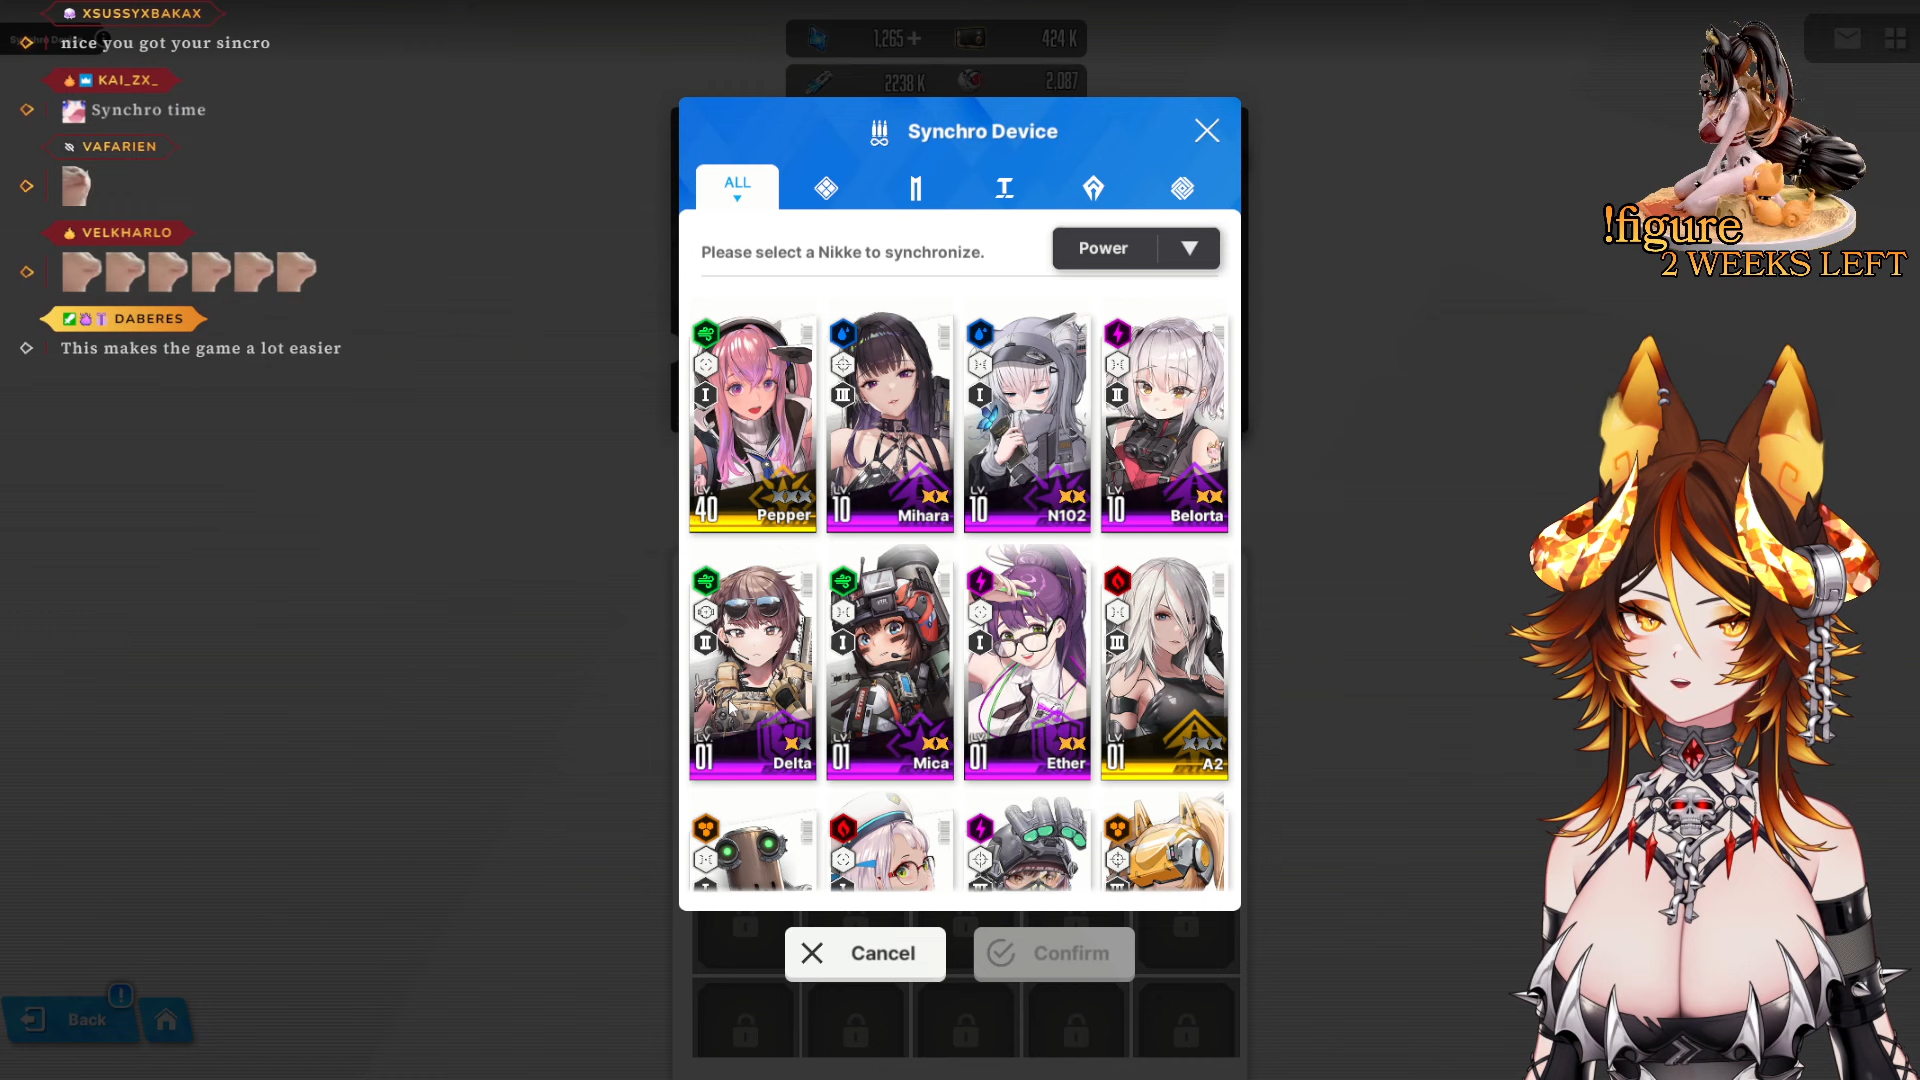 XSUSSYXBAKAX
nice you got your sincro
KAI_ZX_
Synchro time
VAFARIEN
VELKHARLO
DABERES
This makes the game a lot easier
1,265+
424 K
2238 K
2,087
Synchro Device
ALL
Please select a Nikke to synchronize.
Power
LV. 40 Pepper
LV. 10 Mihara
LV. 10 N102
LV. 10 Belorta
LV. 01 Delta
LV. 01 Mica
LV. 01 Ether
LV. 01 A2
Cancel
Confirm
Back
!figure
2 WEEKS LEFT